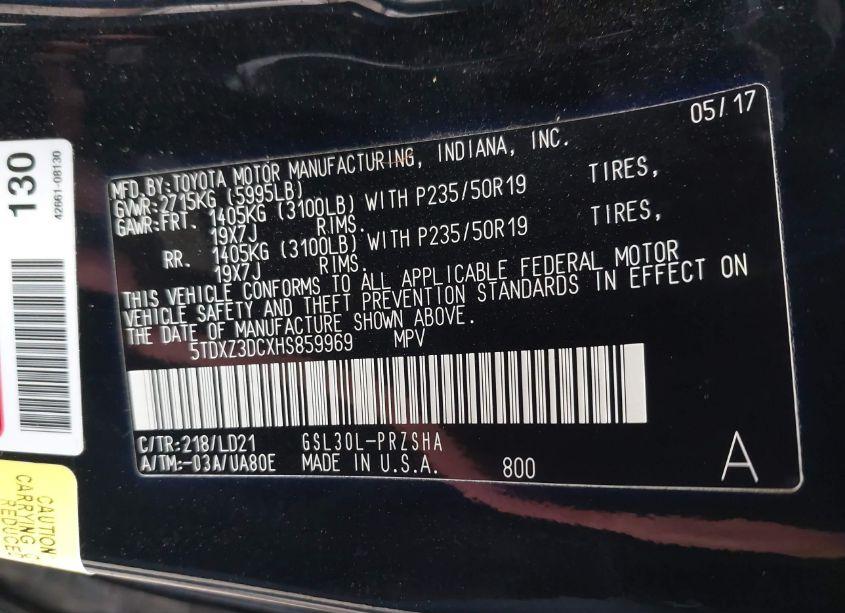 05/17
MFD.BY:TOYOTA MOTOR MANUFACTURING, INDIANA, INC.
GVWR:2715KG (5995LB)
GAWR:FRT. 1405KG (3100LB) WITH P235/50R19 TIRES,
19X7J RIMS.
RR. 1405KG (3100LB) WITH P235/50R19 TIRES,
19X7J RIMS.
THIS VEHICLE CONFORMS TO ALL APPLICABLE FEDERAL MOTOR
VEHICLE SAFETY AND THEFT PREVENTION STANDARDS IN EFFECT ON
THE DATE OF MANUFACTURE SHOWN ABOVE.
5TDXZ3DCXHS859969 MPV
C/TR:218/LD21 GSL30L-PRZSHA
A/TM:-03A/UA80E MADE IN U.S.A. 800
A
130
42661-08130
CAUTION
CARRYING
REDUCE